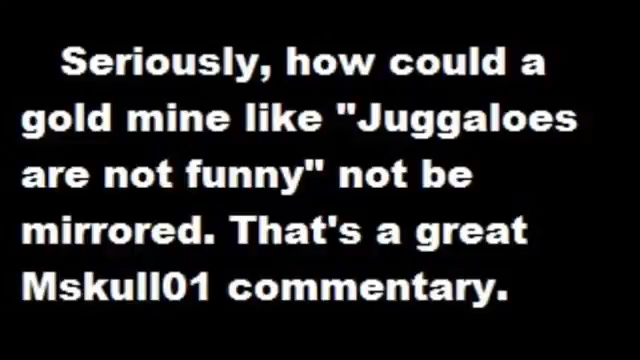 Seriously, how could a
gold mine like "Juggaloes
are not funny" not be
mirrored. That's a great
Mskull01 commentary.